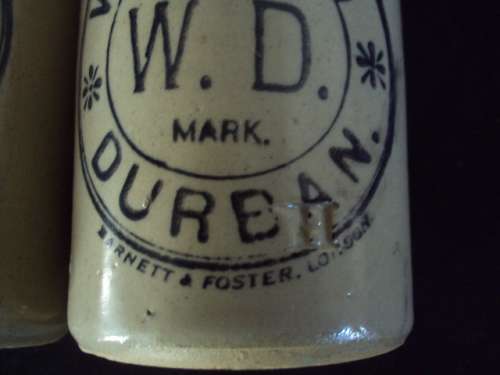 W. D.
MARK.
DURBAN.
BARNETT & FOSTER, LONDON